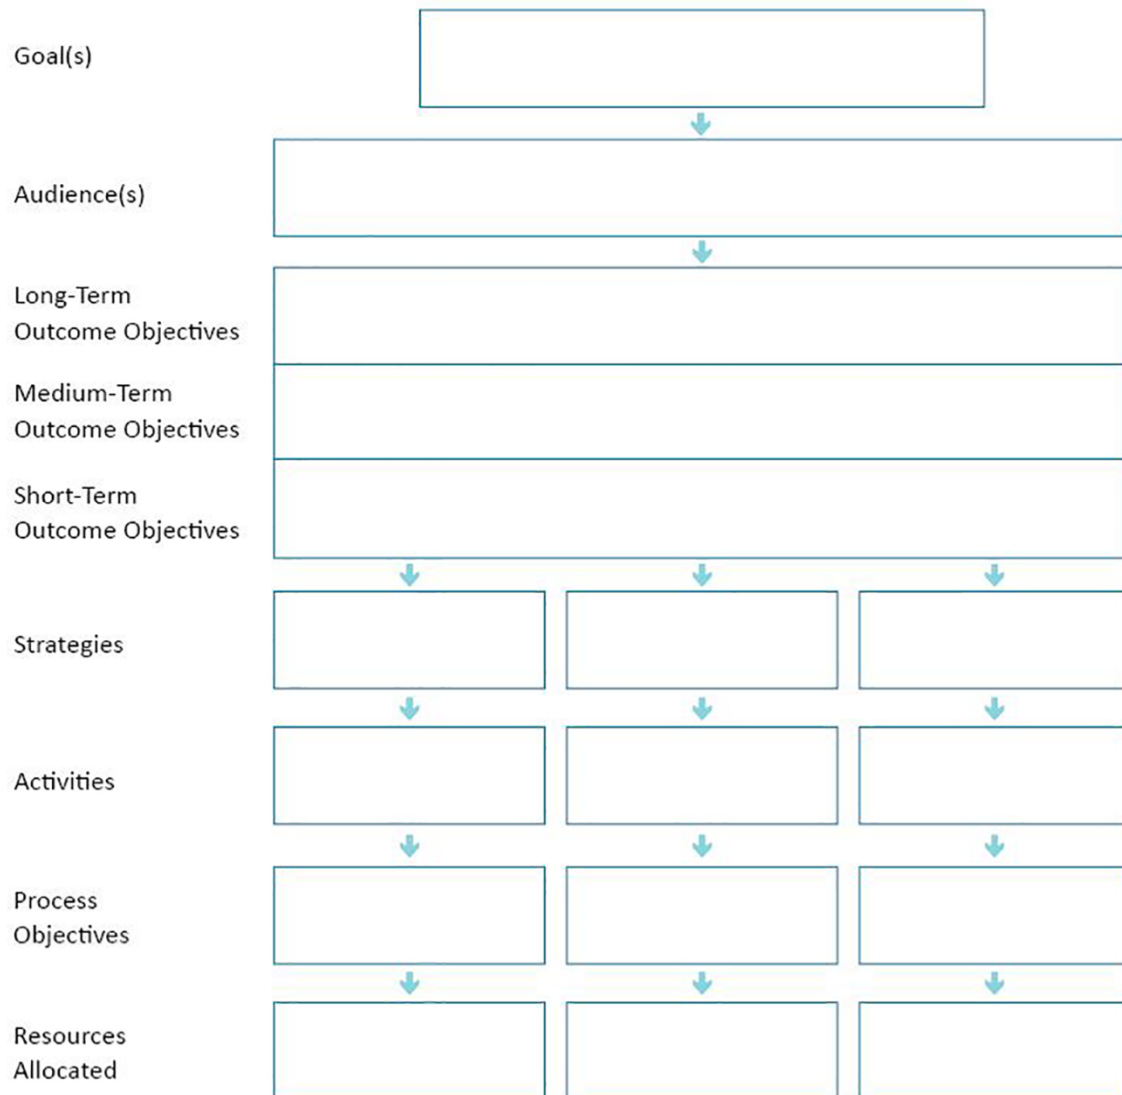 Goal(s)
Audience(s)
Long-Term
Outcome Objectives
Medium-Term
Outcome Objectives
Short-Term
Outcome Objectives
Strategies
Activities
Process
Objectives
Resources
Allocated